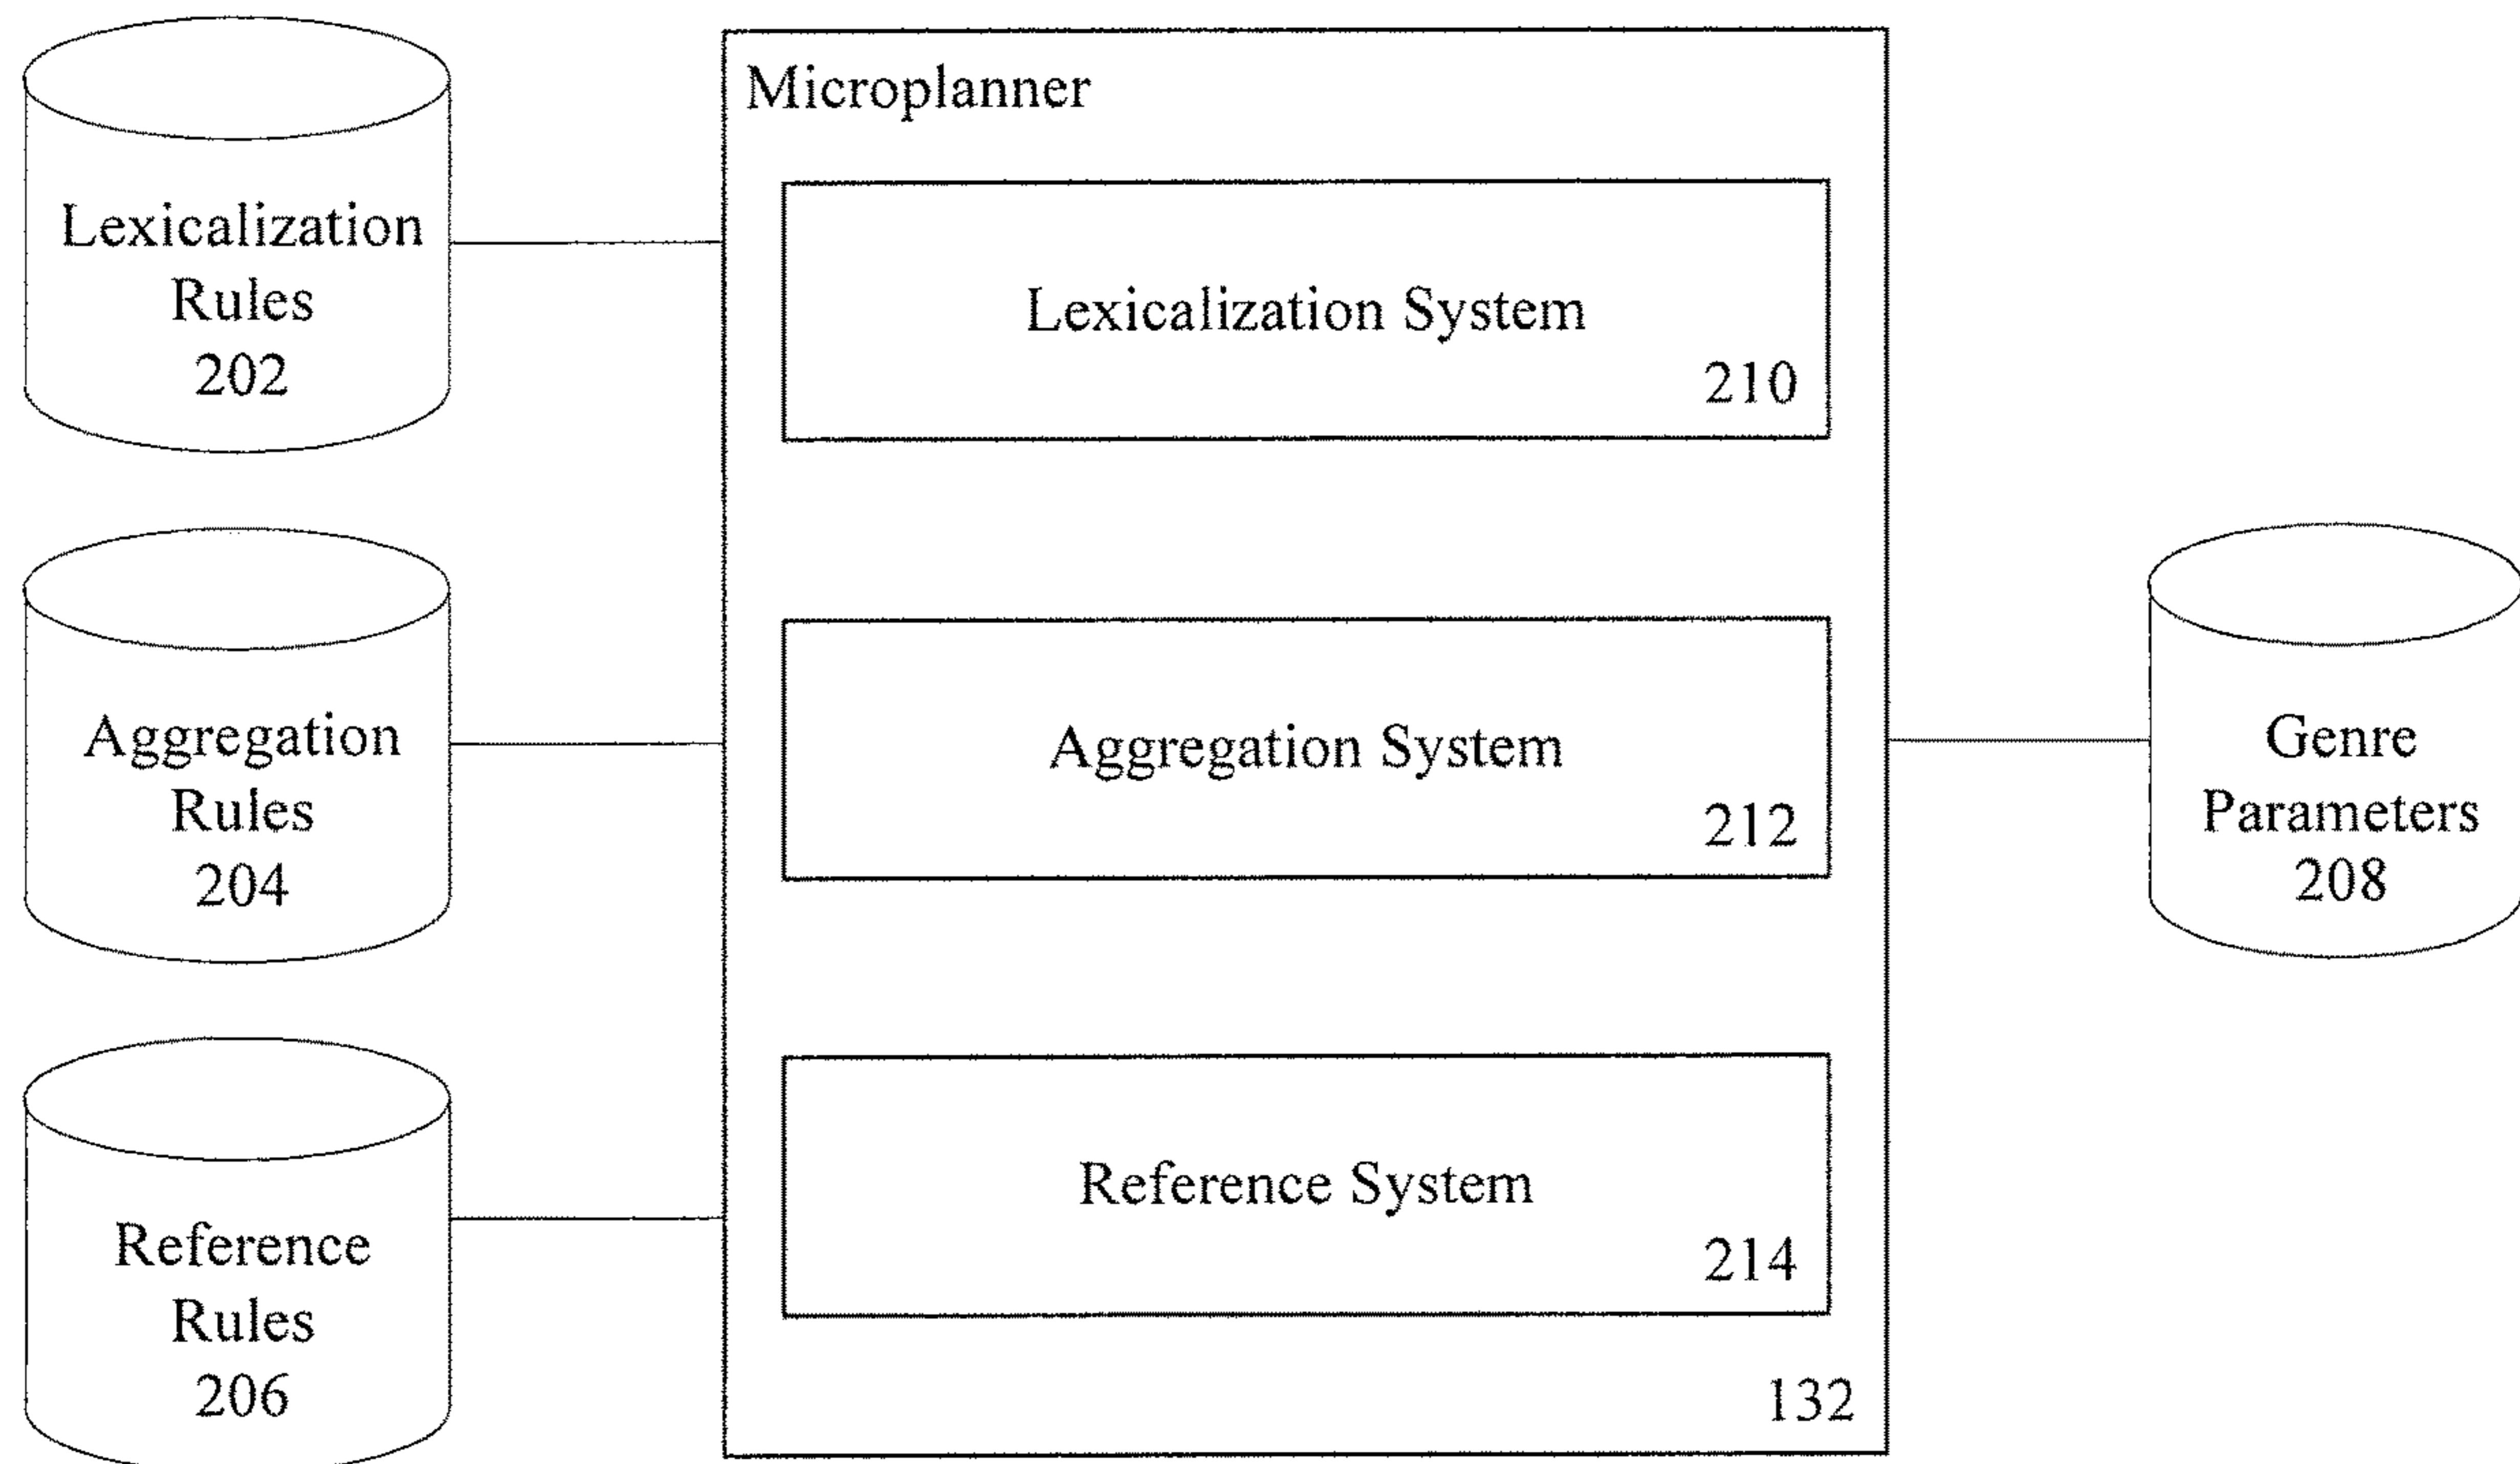 Lexicalization
Rules
202
Aggregation
Rules
204
Reference
Rules
206
Microplanner
Lexicalization System
210
Aggregation System
212
Reference System
214
132
Genre
Parameters
208